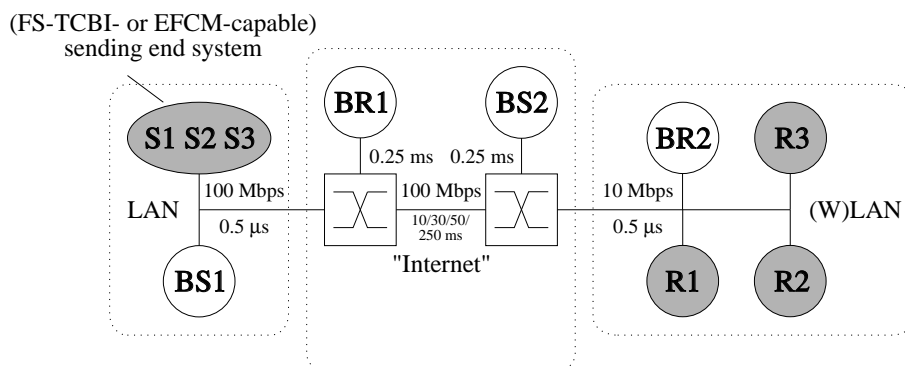 (FS-TCBI- or EFCM-capable)
sending end system
BR1
BS2
S1 S2 S3
BR2
R3
0.25 ms
0.25 ms
100 Mbps
100 Mbps
10 Mbps
LAN
(W)LAN
0.5 µs
10/30/50/
250 ms
0.5 µs
"Internet"
BS1
R1
R2